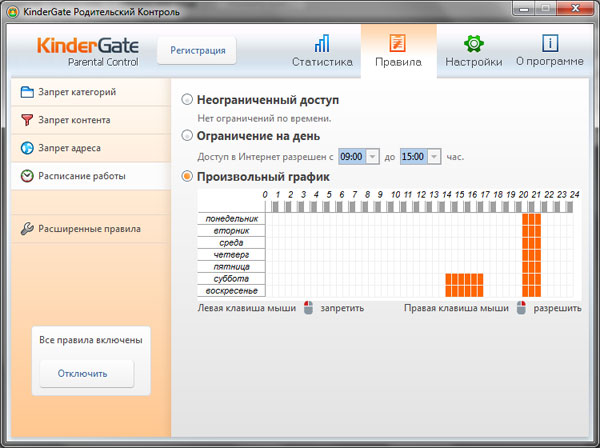 KinderGate Родительский Контроль
KinderGate
Parental Control
Регистрация
Статистика
Правила
Настройки
О программе
Запрет категорий
Запрет контента
Запрет адреса
Расписание работы
Расширенные правила
Все правила включены
Отключить
Неограниченный доступ
Нет ограничений по времени.
Ограничение на день
Доступ в Интернет разрешен с 09:00 до 15:00 час.
Произвольный график
0 1 2 3 4 5 6 7 8 9 10 11 12 13 14 15 16 17 18 19 20 21 22 23 24
понедельник
вторник
среда
четверг
пятница
суббота
воскресенье
Левая клавиша мыши запретить Правая клавиша мыши разрешить